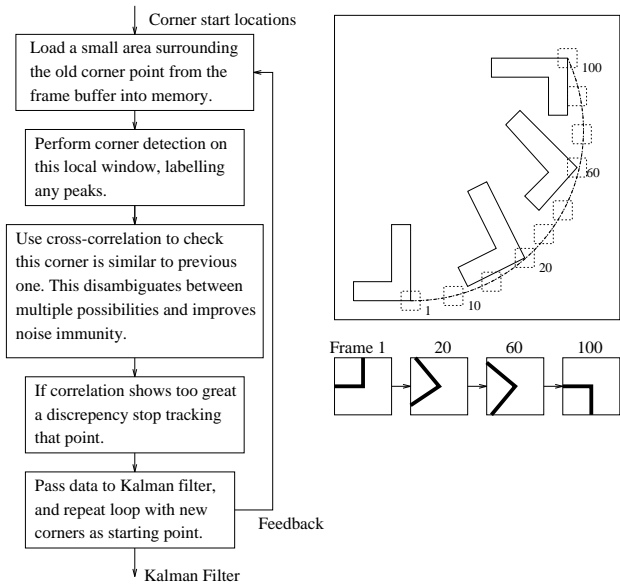 Corner start locations
Load a small area surrounding
the old corner point from the
frame buffer into memory.
Perform corner detection on
this local window, labelling
any peaks.
Use cross-correlation to check
this corner is similar to previous
one. This disambiguates between
multiple possibilities and improves
noise immunity.
If correlation shows too great
a discrepency stop tracking
that point.
Pass data to Kalman filter,
and repeat loop with new
corners as starting point.
Feedback
Kalman Filter
100
60
20
10
1
Frame 1 20 60 100